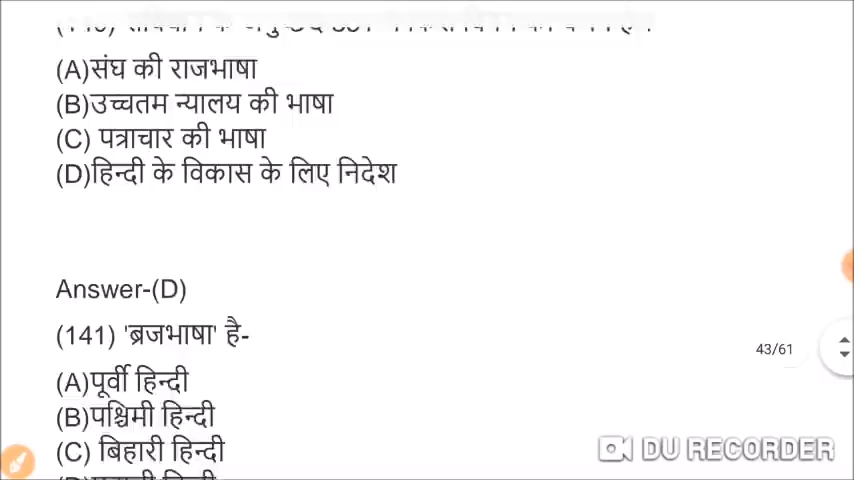 (A)संघ की राजभाषा
(B)उच्चतम न्यालय की भाषा
(C) पत्राचार की भाषा
(D)हिन्दी के विकास के लिए निदेश
Answer-(D)
(141) 'ब्रजभाषा' है-
43/61
(A)पूर्वी हिन्दी
(B)पश्चिमी हिन्दी
(C) बिहारी हिन्दी
DU RECORDER